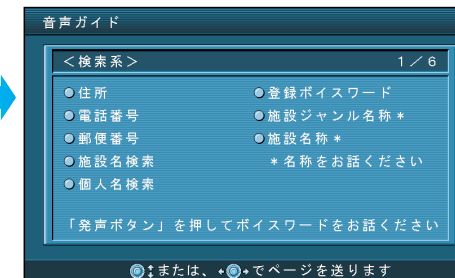 音声ガイド
＜検索系＞ 1／6
●住所
●電話番号
●郵便番号
●施設名検索
●個人名検索
●登録ボイスワード
●施設ジャンル名称＊
●施設名称＊
＊名称をお話ください
「発声ボタン」を押してボイスワードをお話ください
または、でページを送ります